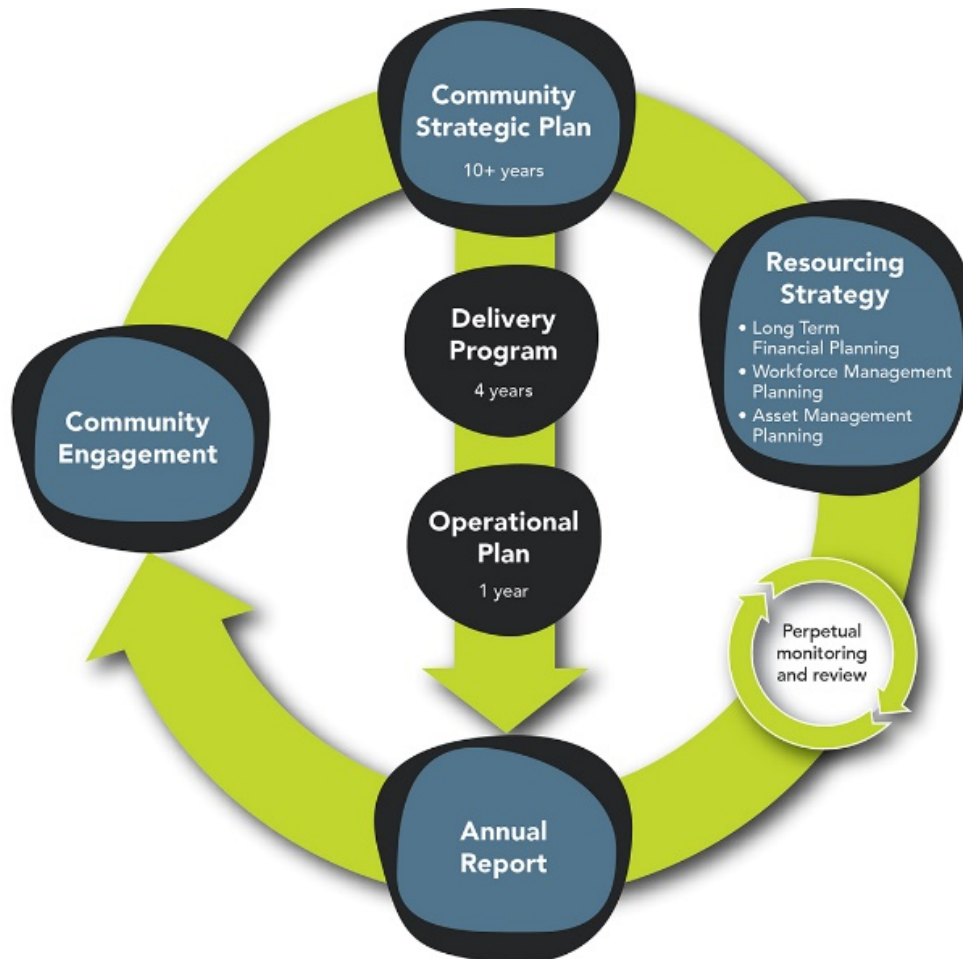 Community
Strategic Plan
10+ years
Resourcing
Strategy
• Long Term
Financial Planning
• Workforce Management
Planning
• Asset Management
Planning
Delivery
Program
4 years
Community
Engagement
Operational
Plan
1 year
Perpetual
monitoring
and review
Annual
Report